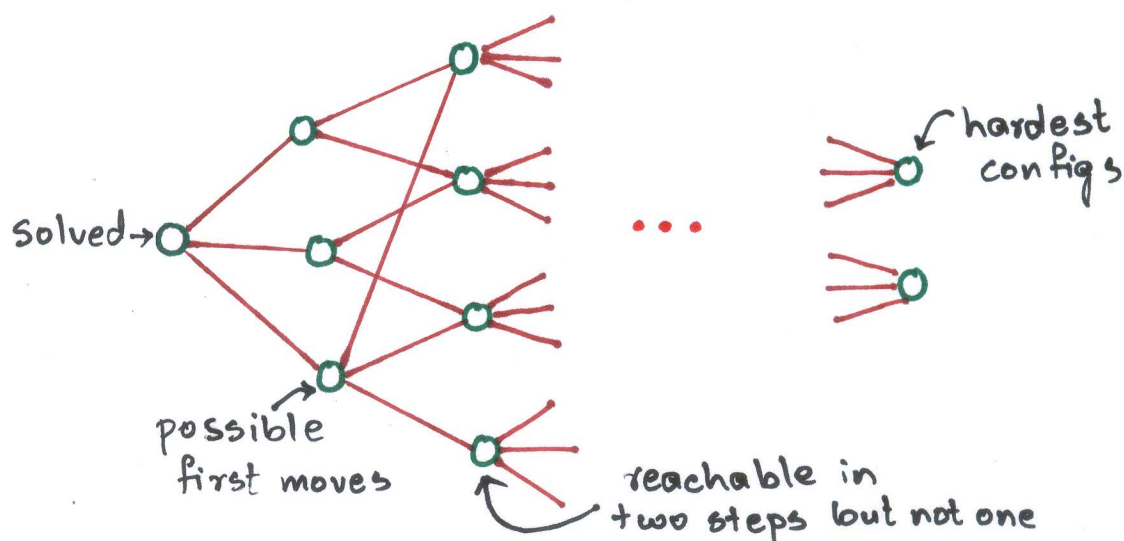 solved→
possible
first moves
reachable in
two steps but not one
hardest
configs